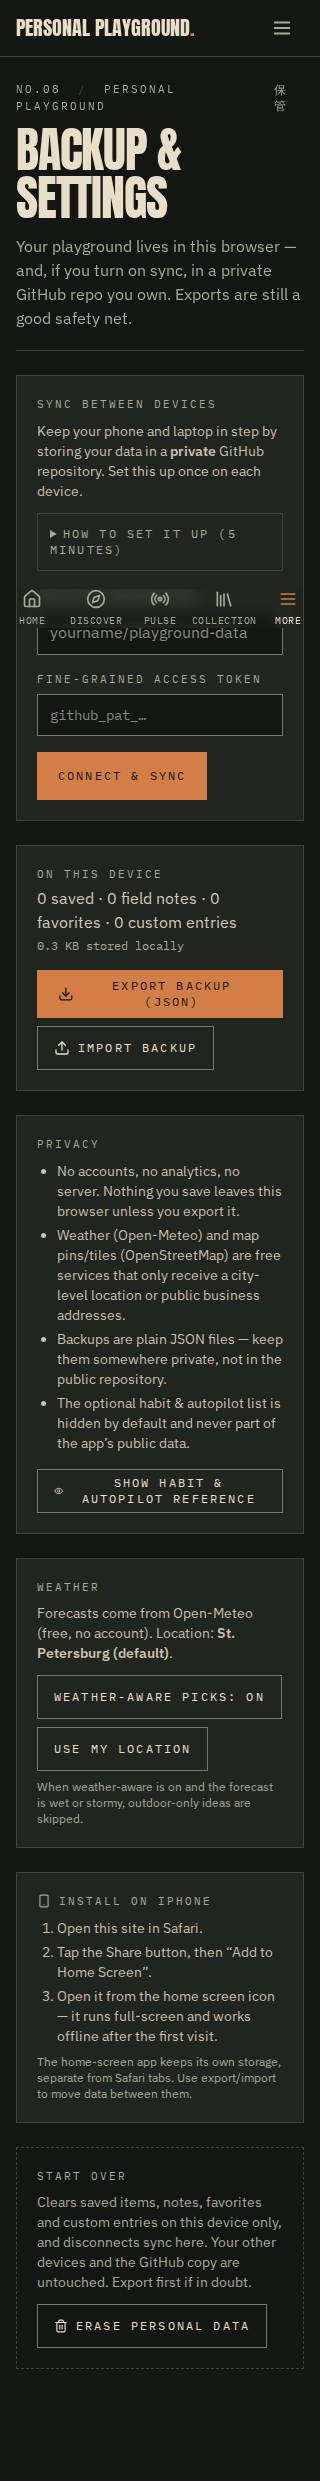 PERSONAL PLAYGROUND.
NO.08 / PERSONAL
PLAYGROUND
保
管
BACKUP &
SETTINGS
Your playground lives in this browser —
and, if you turn on sync, in a private
GitHub repo you own. Exports are still a
good safety net.
SYNC BETWEEN DEVICES
Keep your phone and laptop in step by
storing your data in a private GitHub
repository. Set this up once on each
device.
HOW TO SET IT UP (5
MINUTES)
HOME DISCOVER PULSE COLLECTION MORE
yourname/playground-data
FINE-GRAINED ACCESS TOKEN
github_pat_…
CONNECT & SYNC
ON THIS DEVICE
0 saved · 0 field notes · 0
favorites · 0 custom entries
0.3 KB stored locally
EXPORT BACKUP
(JSON)
IMPORT BACKUP
PRIVACY
• No accounts, no analytics, no
server. Nothing you save leaves this
browser unless you export it.
• Weather (Open-Meteo) and map
pins/tiles (OpenStreetMap) are free
services that only receive a city-
level location or public business
addresses.
• Backups are plain JSON files — keep
them somewhere private, not in the
public repository.
• The optional habit & autopilot list is
hidden by default and never part of
the app’s public data.
SHOW HABIT &
AUTOPILOT REFERENCE
WEATHER
Forecasts come from Open-Meteo
(free, no account). Location: St.
Petersburg (default).
WEATHER-AWARE PICKS: ON
USE MY LOCATION
When weather-aware is on and the forecast
is wet or stormy, outdoor-only ideas are
skipped.
INSTALL ON IPHONE
1. Open this site in Safari.
2. Tap the Share button, then “Add to
Home Screen”.
3. Open it from the home screen icon
— it runs full-screen and works
offline after the first visit.
The home-screen app keeps its own storage,
separate from Safari tabs. Use export/import
to move data between them.
START OVER
Clears saved items, notes, favorites
and custom entries on this device only,
and disconnects sync here. Your other
devices and the GitHub copy are
untouched. Export first if in doubt.
ERASE PERSONAL DATA